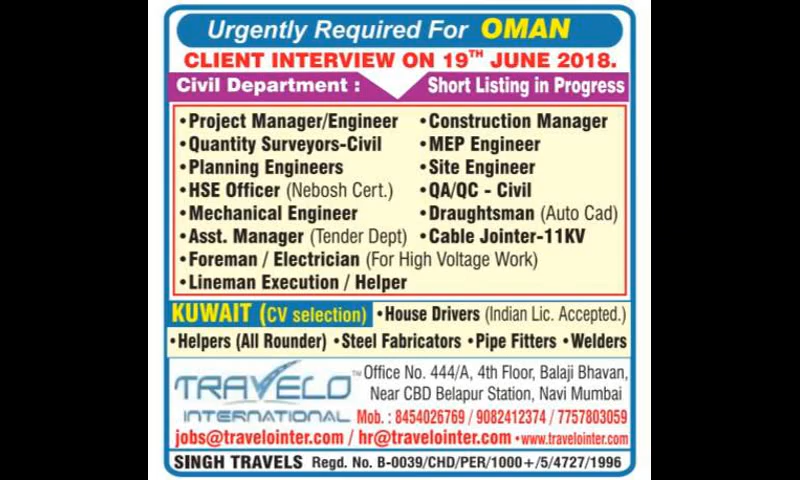 Urgently Required For OMAN
CLIENT INTERVIEW ON 19TH JUNE 2018.
Civil Department : Short Listing in Progress
•Project Manager/Engineer •Construction Manager
•Quantity Surveyors-Civil •MEP Engineer
•Planning Engineers •Site Engineer
•HSE Officer (Nebosh Cert.) •QA/QC - Civil
•Mechanical Engineer •Draughtsman (Auto Cad)
•Asst. Manager (Tender Dept) •Cable Jointer-11KV
•Foreman / Electrician (For High Voltage Work)
•Lineman Execution / Helper
KUWAIT (CV selection) •House Drivers (Indian Lic. Accepted.)
•Helpers (All Rounder) •Steel Fabricators •Pipe Fitters •Welders
TRAVELO™ Office No. 444/A, 4th Floor, Balaji Bhavan,
Near CBD Belapur Station, Navi Mumbai
INTERNATIONAL Mob. : 8454026769 / 9082412374 / 7757803059
jobs@travelointer.com / hr@travelointer.com •www.travelointer.com
SINGH TRAVELS Regd. No. B-0039/CHD/PER/1000+/5/4727/1996